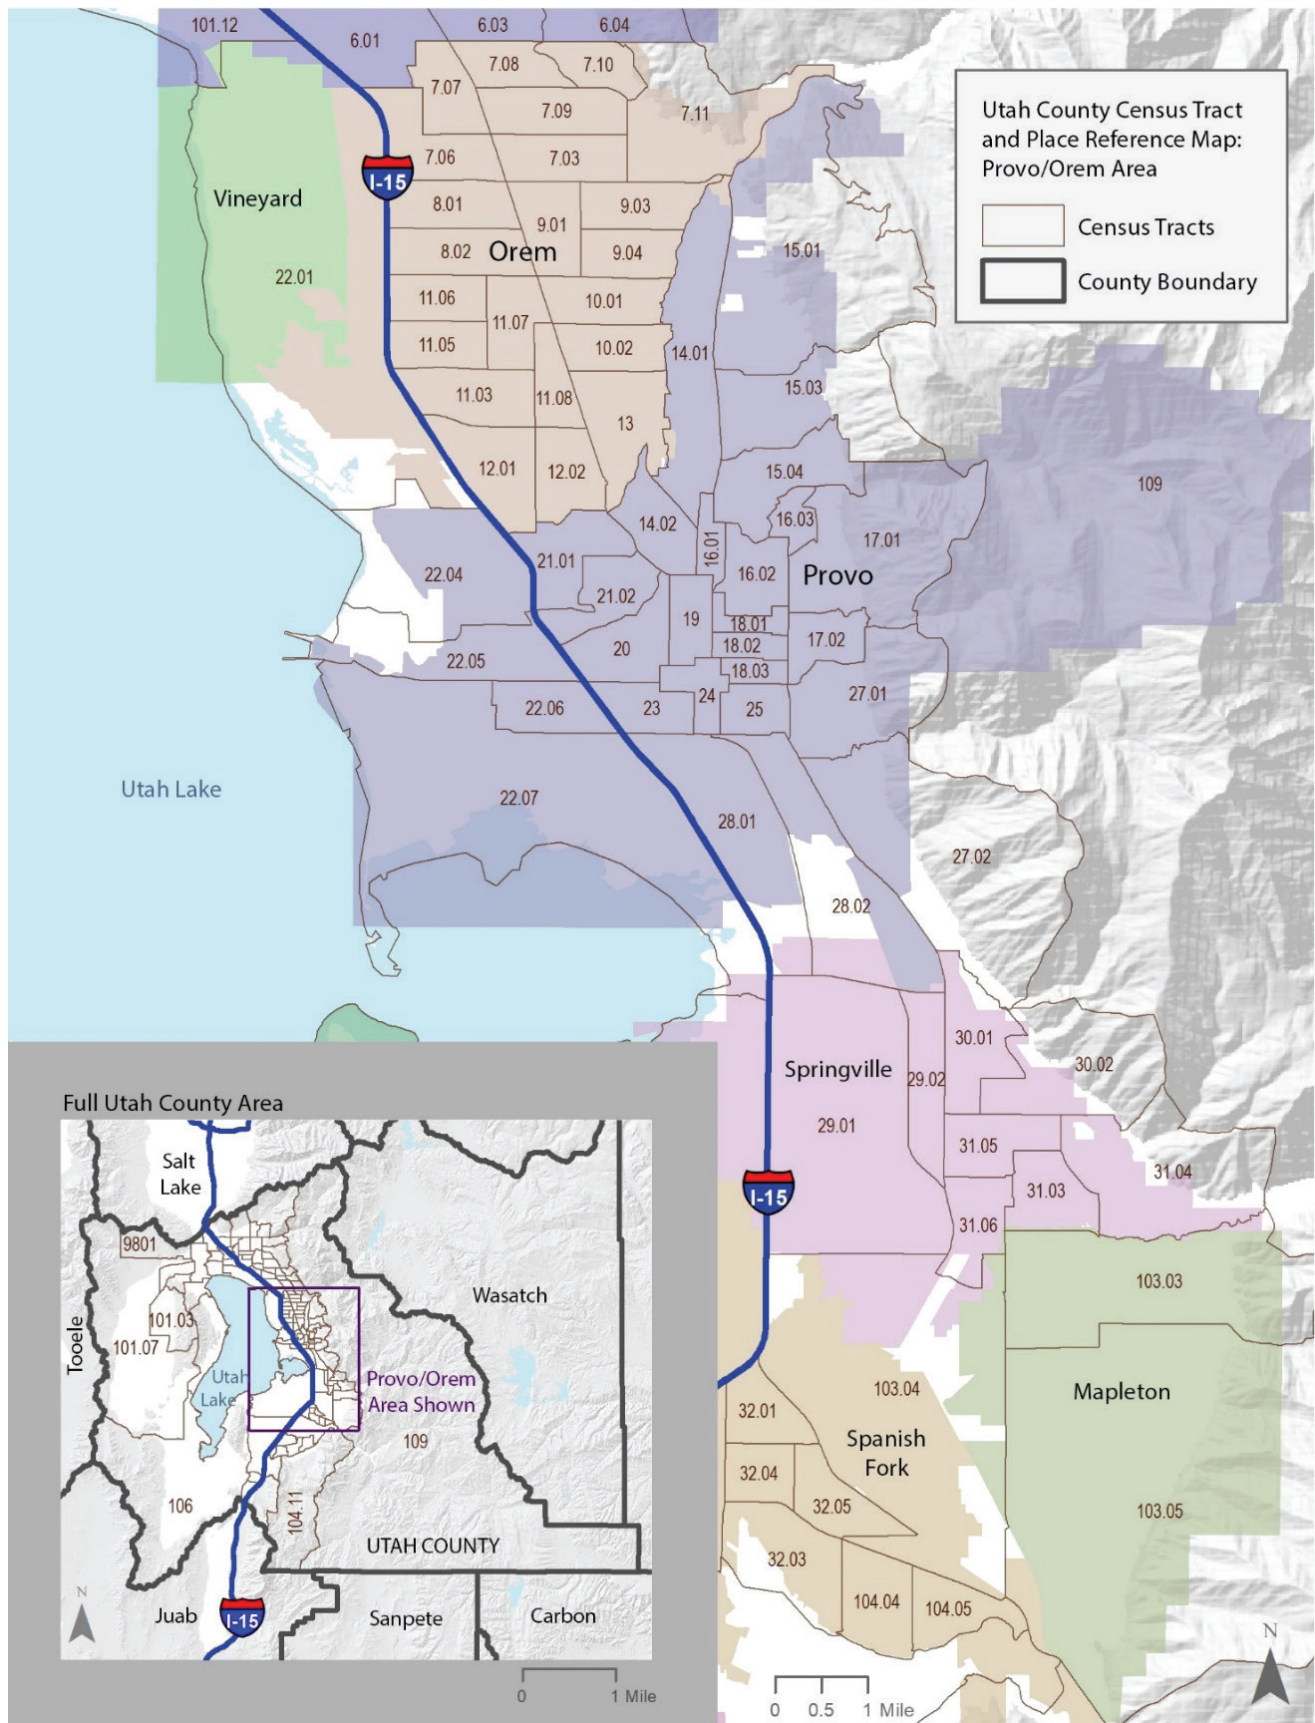 101.12
6.01
6.03
6.04
7.08
7.10
7.07
7.09
7.11
7.06
7.03
I-15
Vineyard
8.01
9.03
9.01
8.02
Orem
9.04
22.01
15.01
11.06
10.01
11.07
11.05
10.02
14.01
15.03
11.03
11.08
13
12.01
12.02
15.04
109
14.02
16.03
16.01
17.01
21.01
22.04
16.02
Provo
21.02
19
18.01
20
18.02
17.02
22.05
18.03
24
27.01
22.06
23
25
Utah Lake
22.07
28.01
27.02
28.02
30.01
30.02
Springville
29.02
29.01
31.05
31.04
31.03
I-15
31.06
103.03
103.04
Mapleton
32.01
Spanish
Fork
32.04
32.05
103.05
32.03
104.04
104.05
Utah County Census Tract
and Place Reference Map:
Provo/Orem Area
Census Tracts
County Boundary
Full Utah County Area
Salt
Lake
9801
Wasatch
101.03
Tooele
101.07
Utah
Lake
Provo/Orem
Area Shown
109
106
104.11
UTAH COUNTY
N
Juab
I-15
Sanpete
Carbon
0 1 Mile
0 0.5 1 Mile
N